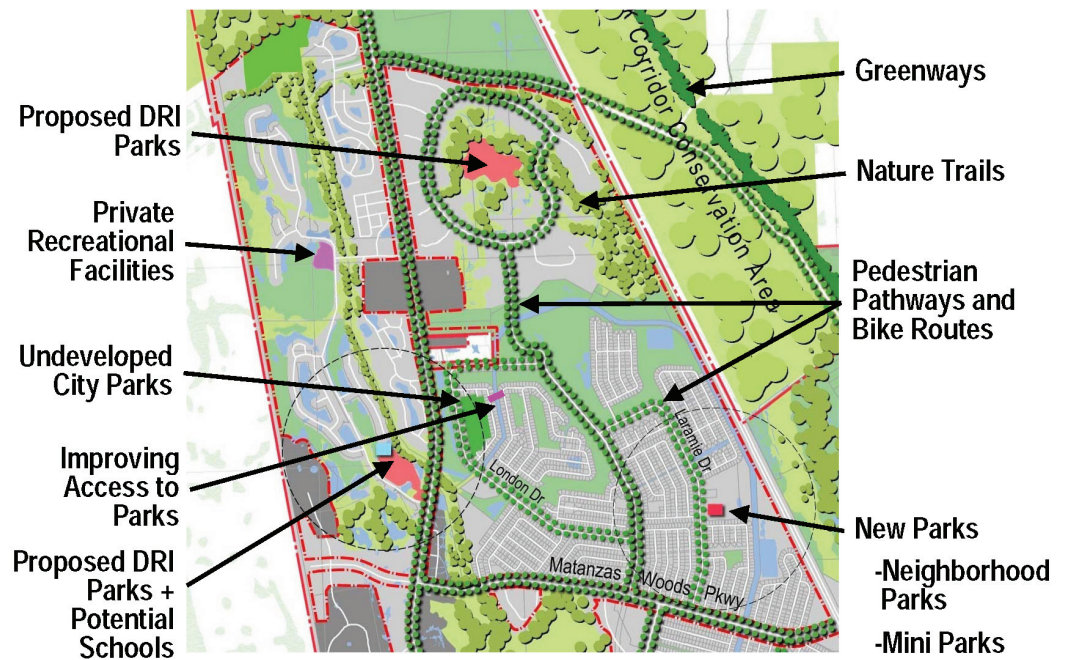 Proposed DRI
Parks
Private
Recreational
Facilities
Undeveloped
City Parks
Improving
Access to
Parks
Proposed DRI
Parks +
Potential
Schools
k Corridor Conservation Area
London Dr
Laramie Dr
Matanzas Woods Pkwy
Greenways
Nature Trails
Pedestrian
Pathways and
Bike Routes
New Parks
-Neighborhood
Parks
-Mini Parks